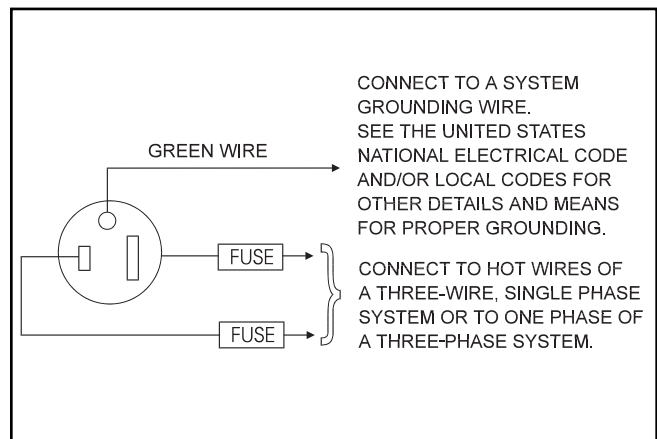 CONNECT TO A SYSTEM
GROUNDING WIRE.
SEE THE UNITED STATES
NATIONAL ELECTRICAL CODE
AND/OR LOCAL CODES FOR
OTHER DETAILS AND MEANS
FOR PROPER GROUNDING.
GREEN WIRE
FUSE
FUSE
CONNECT TO HOT WIRES OF
A THREE-WIRE, SINGLE PHASE
SYSTEM OR TO ONE PHASE OF
A THREE-PHASE SYSTEM.